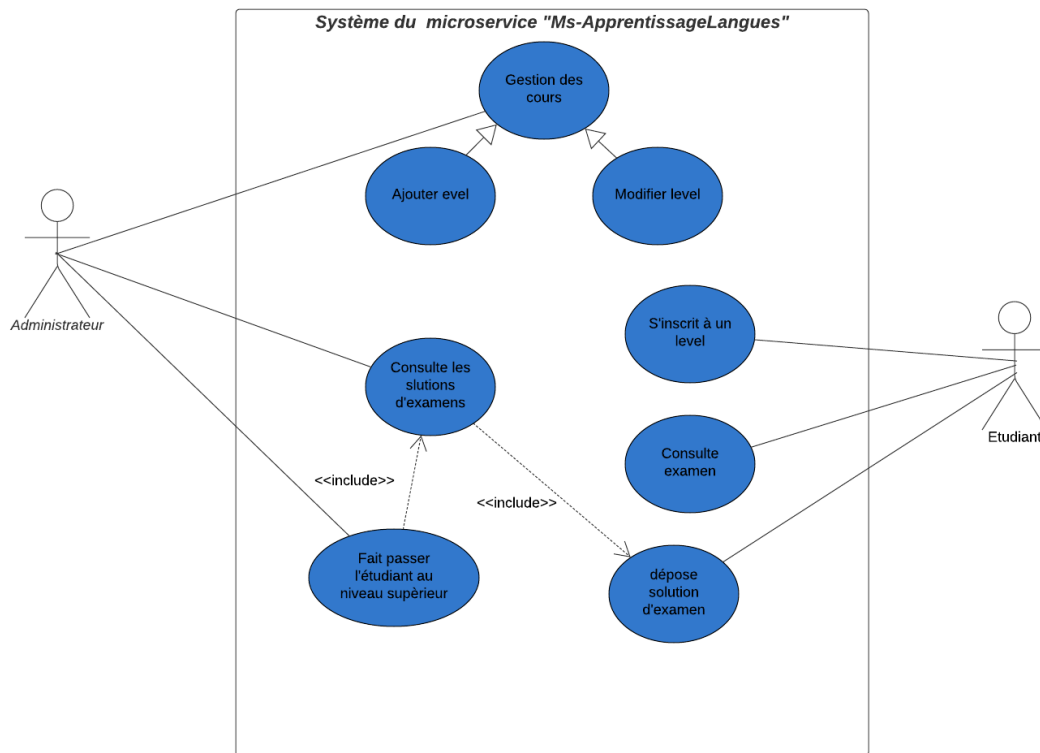 Système du  microservice "Ms-ApprentissageLangues"
Gestion des
cours
Ajouter evel
Modifier level
Administrateur
S'inscrit à un
level
Etudiant
Consulte les
slutions
d'examens
Consulte
examen
<<include>>
<<include>>
Fait passer
l'étudiant au
niveau supèrieur
dépose
solution
d'examen